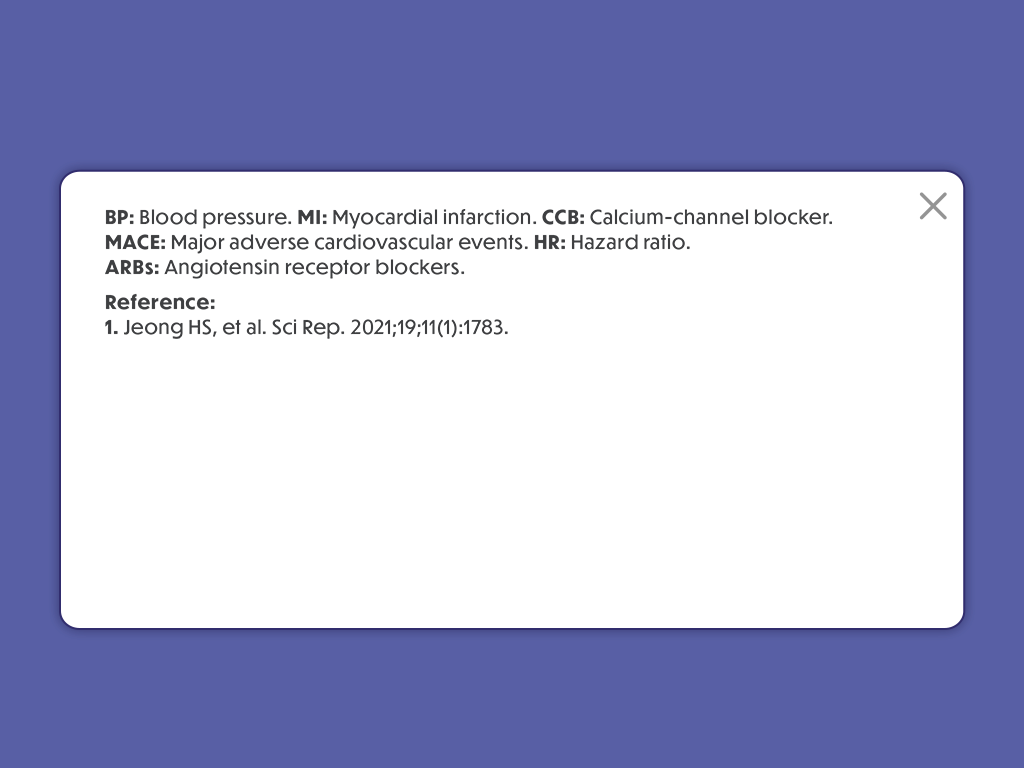 BP: Blood pressure. MI: Myocardial infarction. CCB: Calcium-channel blocker.
MACE: Major adverse cardiovascular events. HR: Hazard ratio.
ARBs: Angiotensin receptor blockers.
Reference:
1. Jeong HS, et al. Sci Rep. 2021;19;11(1):1783.